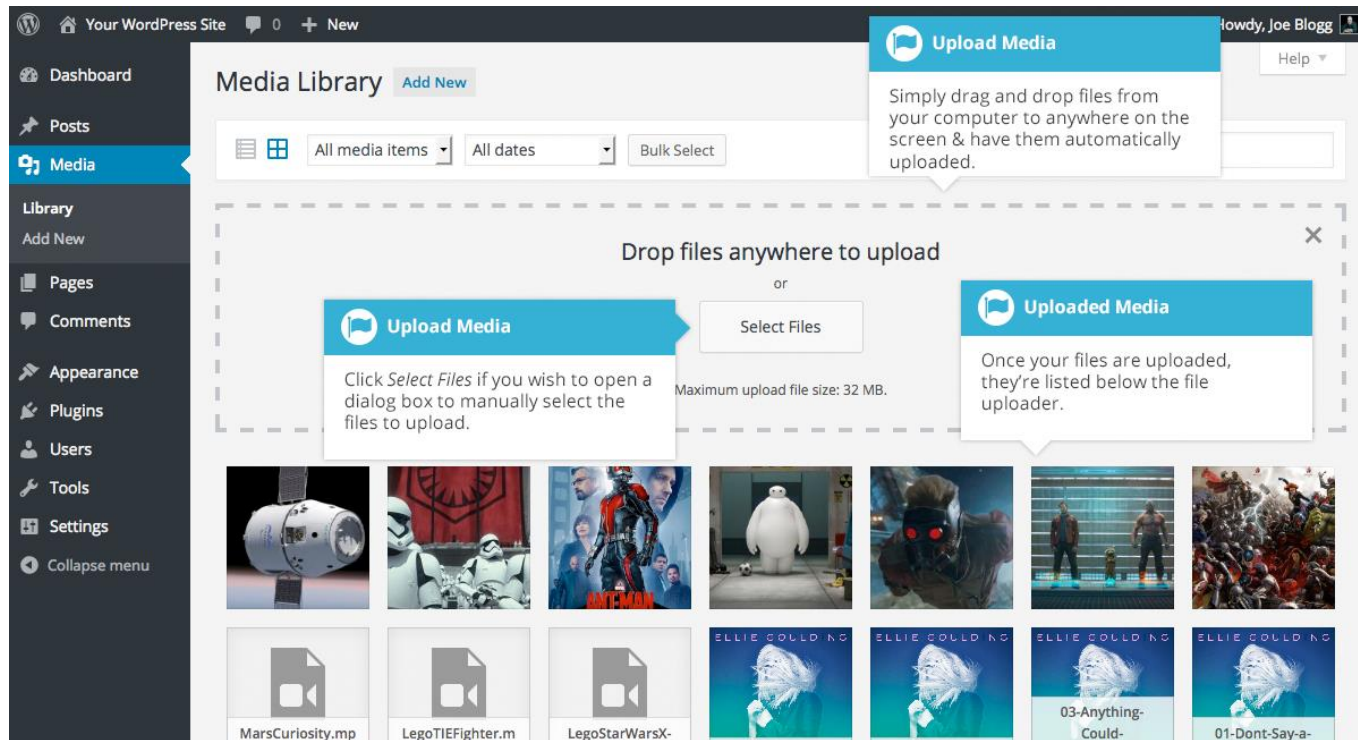 Your WordPress Site 0 + New
Howdy, Joe Blogg
Dashboard
Posts
Media
Library
Add New
Pages
Comments
Appearance
Plugins
Users
Tools
Settings
Collapse menu
Media Library Add New
Help
All media items All dates Bulk Select
Upload Media
Simply drag and drop files from
your computer to anywhere on the
screen & have them automatically
uploaded.
Drop files anywhere to upload
or
Select Files
Maximum upload file size: 32 MB.
Upload Media
Click Select Files if you wish to open a
dialog box to manually select the
files to upload.
Uploaded Media
Once your files are uploaded,
they're listed below the file
uploader.
ANT-MAN
ELLIE GOULDING
ELLIE GOULDING
ELLIE GOULDING
ELLIE GOULDING
MarsCuriosity.mp
LegoTIEFighter.m
LegoStarWarsX-
03-Anything-
Could-
01-Dont-Say-a-